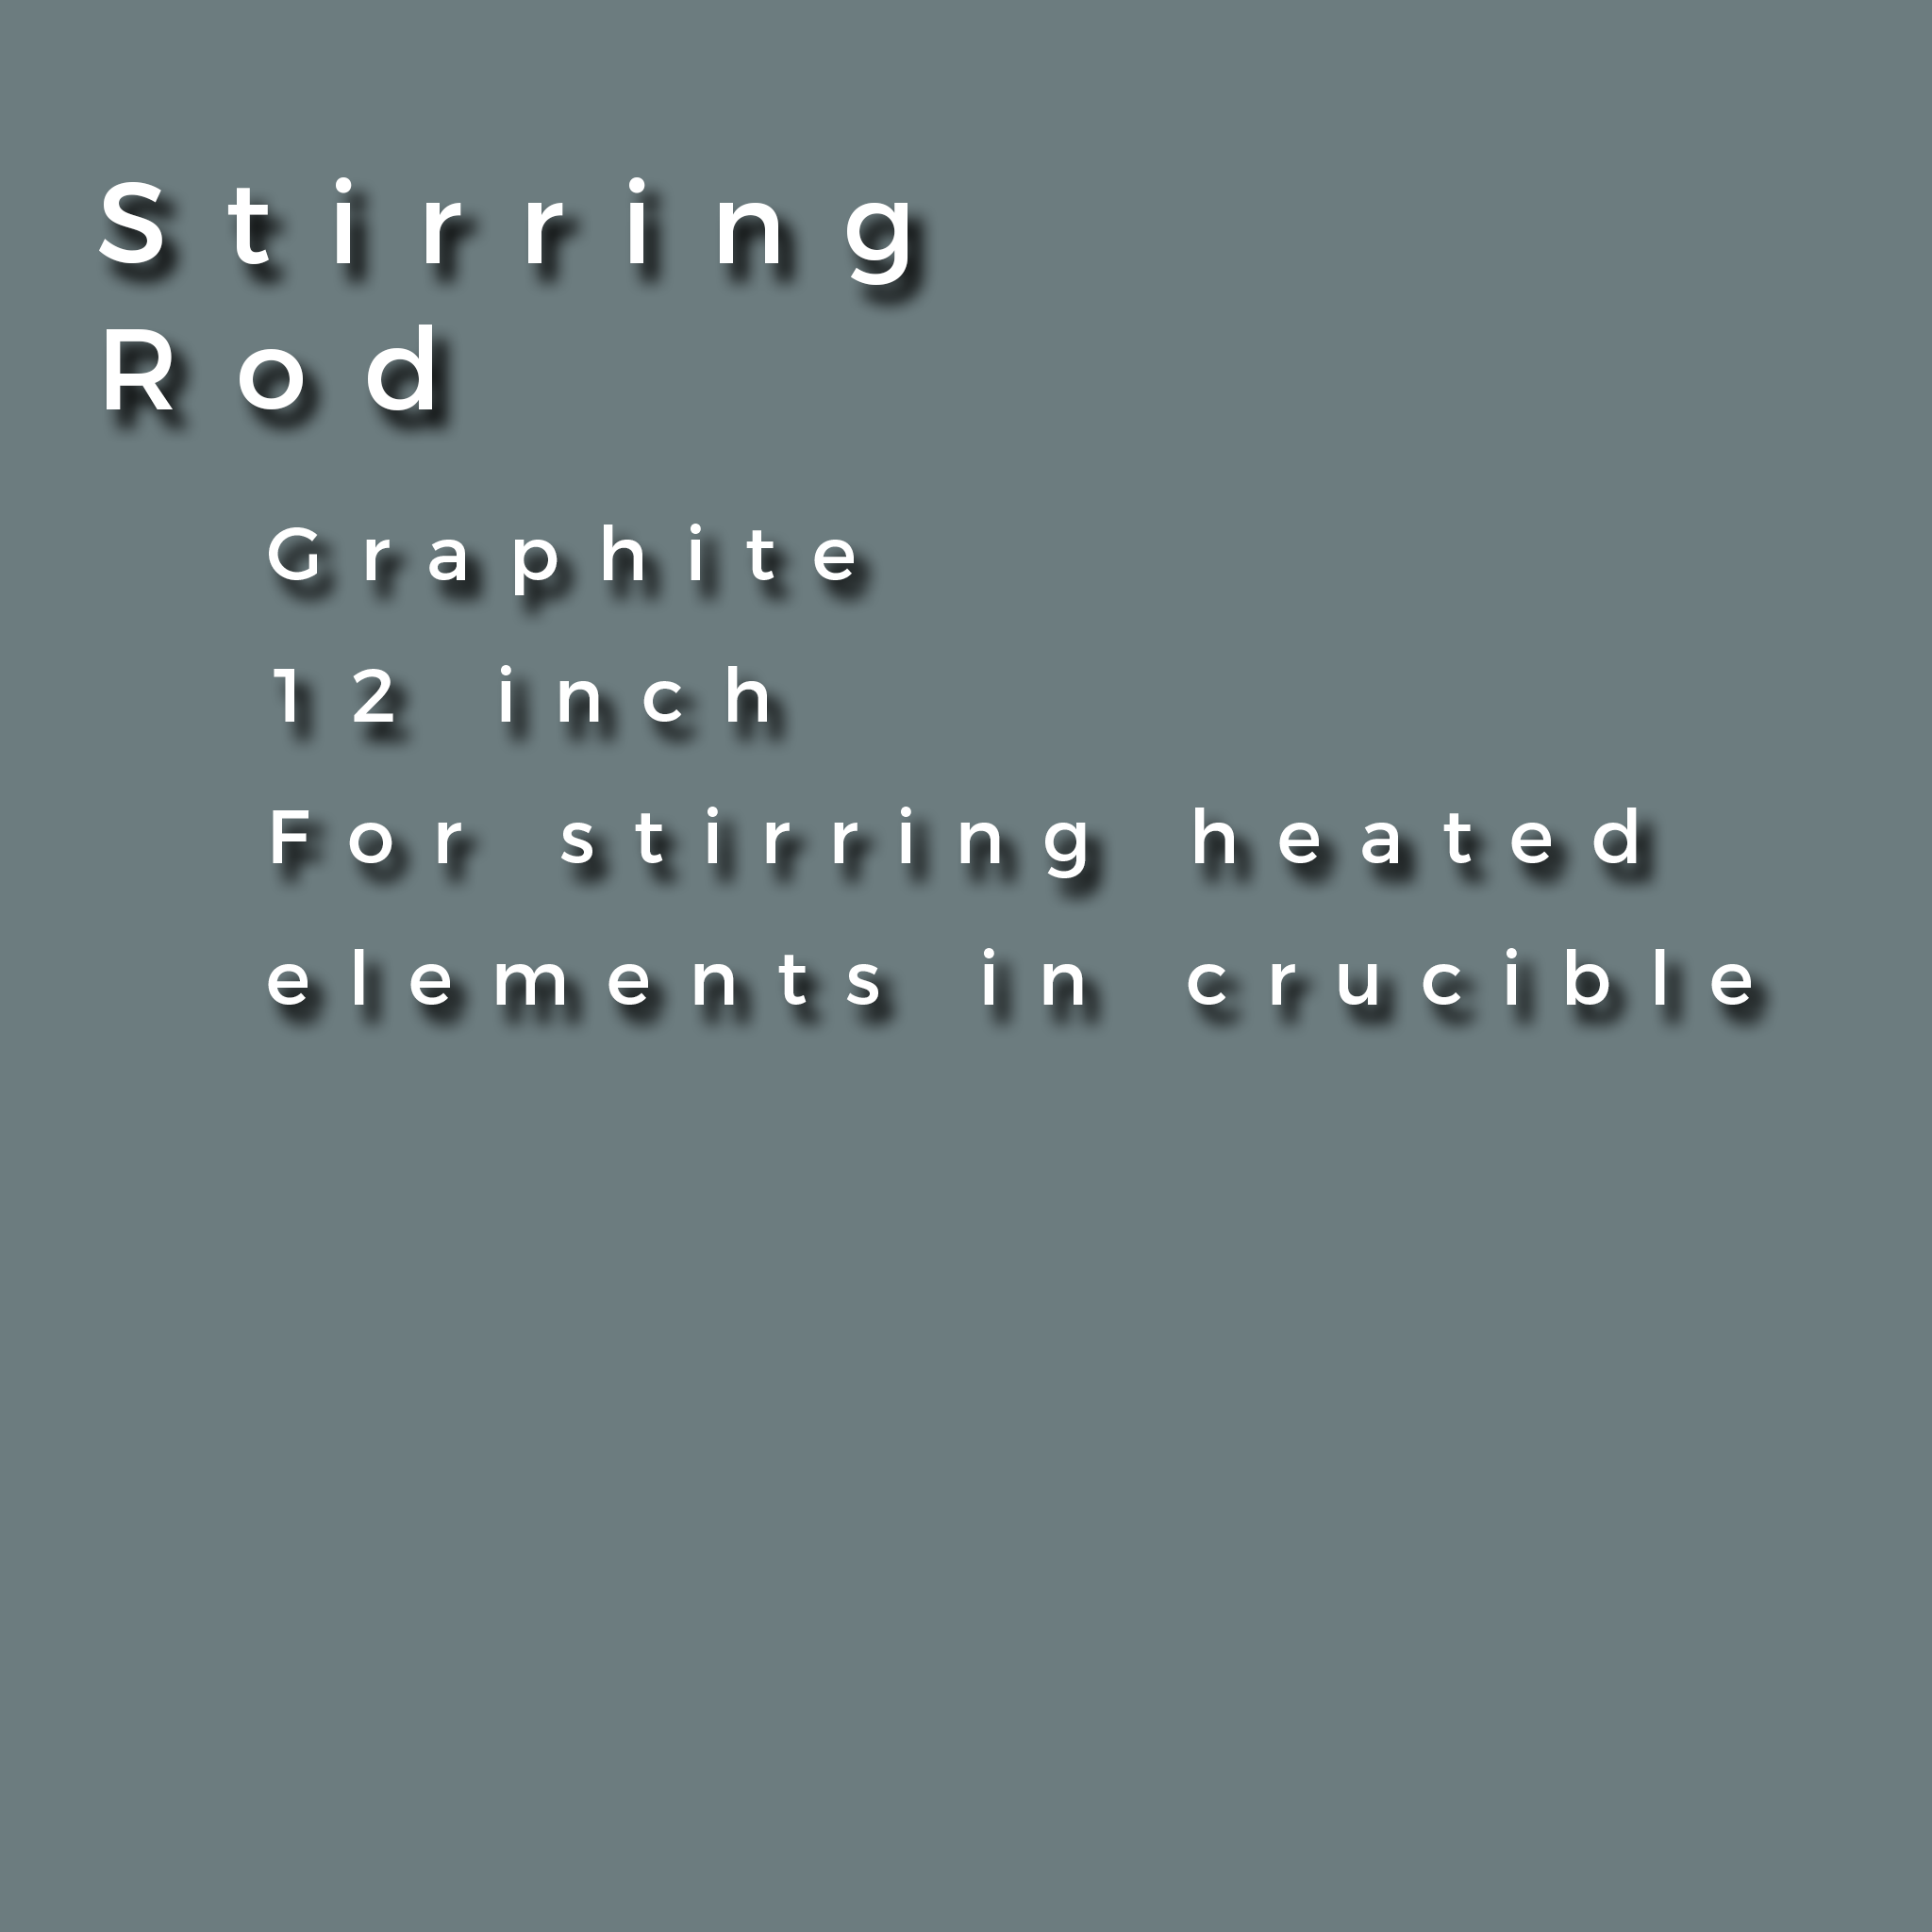 Stirring
Rod
Graphite
12 inch
For stirring heated
elements in crucible